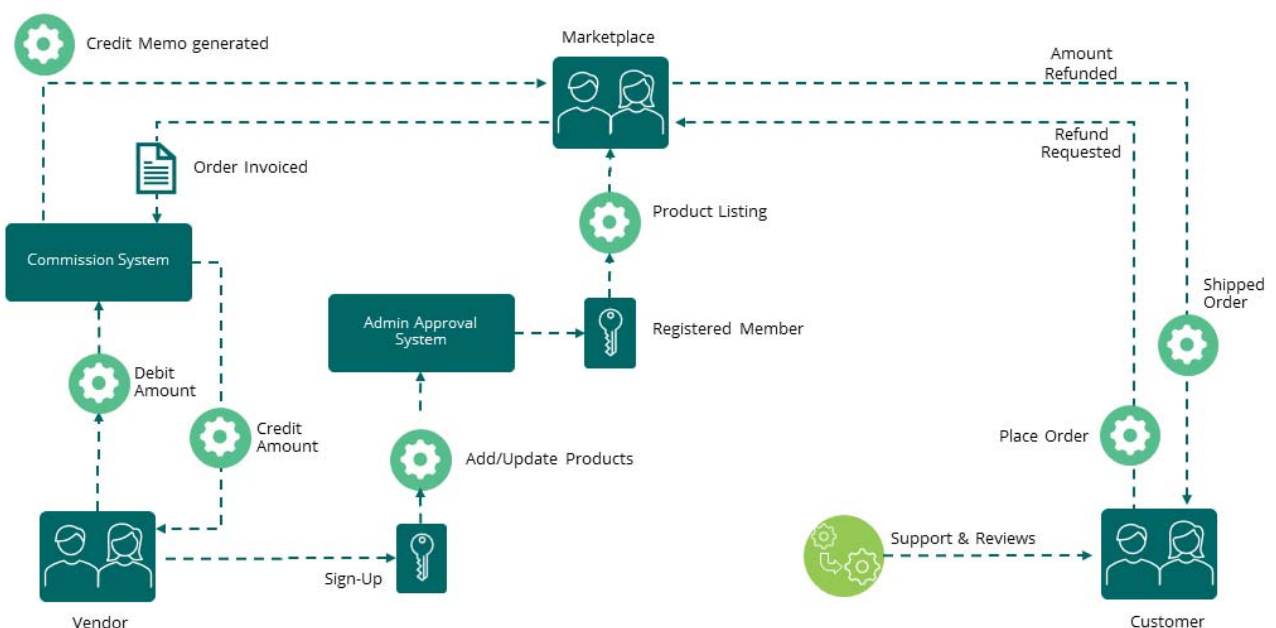 Credit Memo generated
Marketplace
Amount
Refunded
Refund
Requested
Order Invoiced
Product Listing
Commission System
Shipped
Order
Admin Approval
System
Registered Member
Debit
Amount
Credit
Amount
Place Order
Add/Update Products
Support & Reviews
Sign-Up
Vendor
Customer